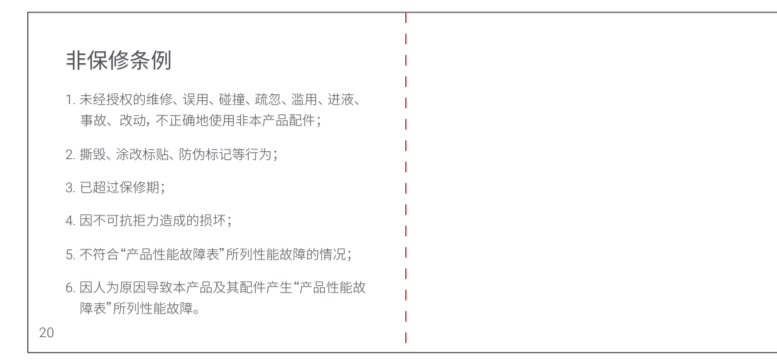 非保修条例
1. 未经授权的维修、误用、碰撞、疏忽、滥用、进液、
事故、改动, 不正确地使用非本产品配件；
2. 撕毁、涂改标贴、防伪标记等行为；
3. 已超过保修期；
4. 因不可抗拒力造成的损坏；
5. 不符合“产品性能故障表”所列性能故障的情况；
6. 因人为原因导致本产品及其配件产生“产品性能故
障表”所列性能故障。
20